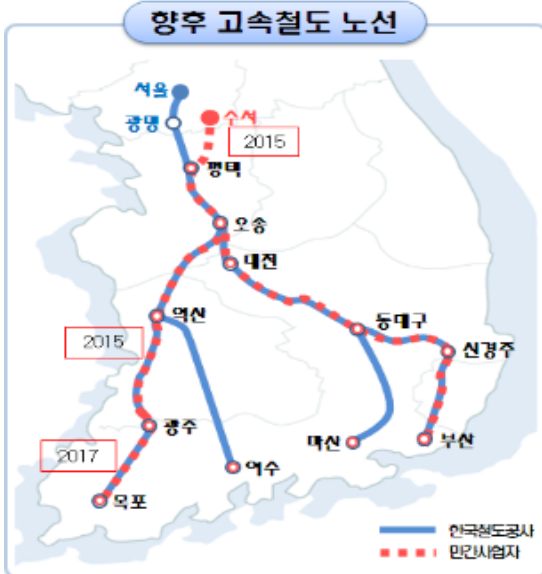 향후 고속철도 노선
서울
광명
수서
2015
평택
오송
대전
익산
동대구
신경주
2015
광주
마산
부산
2017
여수
목포
한국철도공사
민간사업자